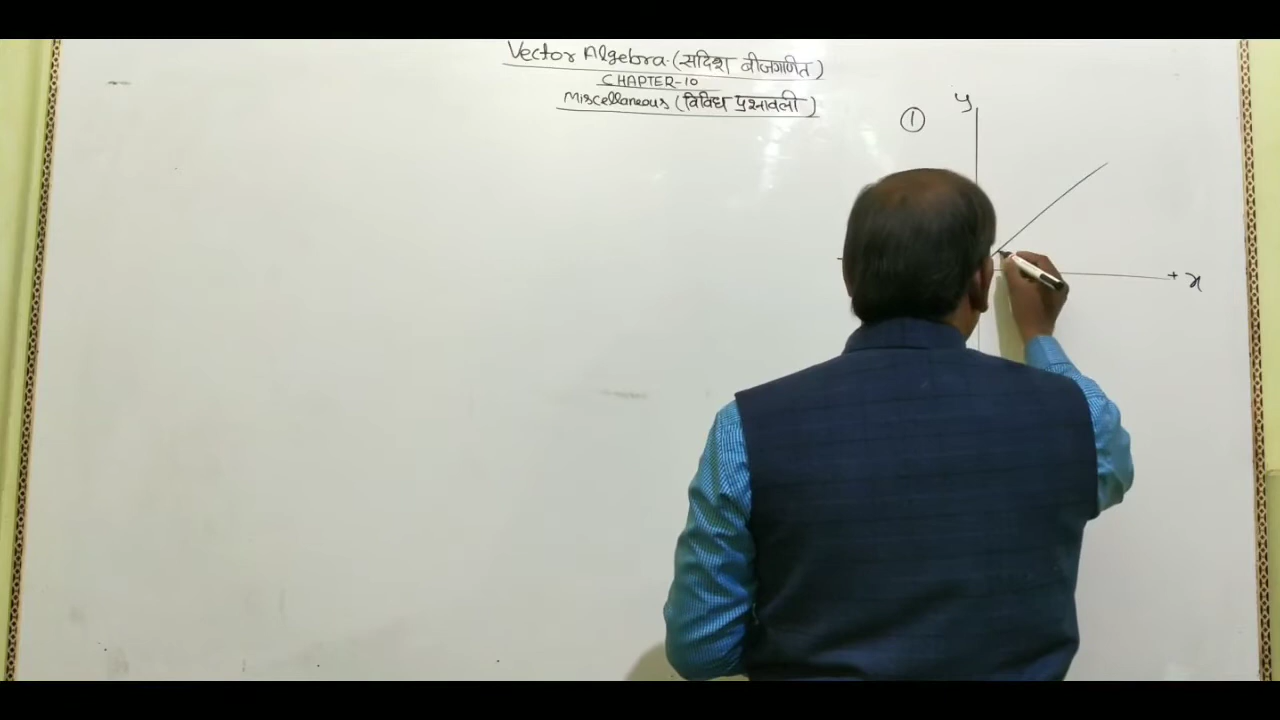 Vector Algebra. (सदिश बीजगणित)
CHAPTER-10
Miscellaneous (विविध प्रश्नावली)
①
y
+ x